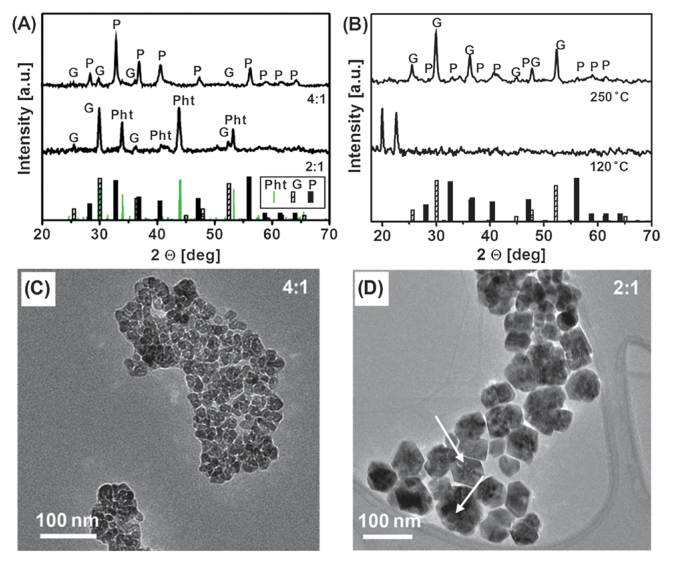 (A)
P
G P G G P P P G P P P P
4:1
G Pht G Pht Pht G G Pht
2:1
Pht G P
Intensity [a.u.]
20 30 40 50 60 70
2 Θ [deg]
(B)
G
G P P G P P G P G G P P P
250°C
120°C
Intensity [a.u.]
20 30 40 50 60 70
2 Θ [deg]
(C)
4:1
100 nm
(D)
2:1
100 nm